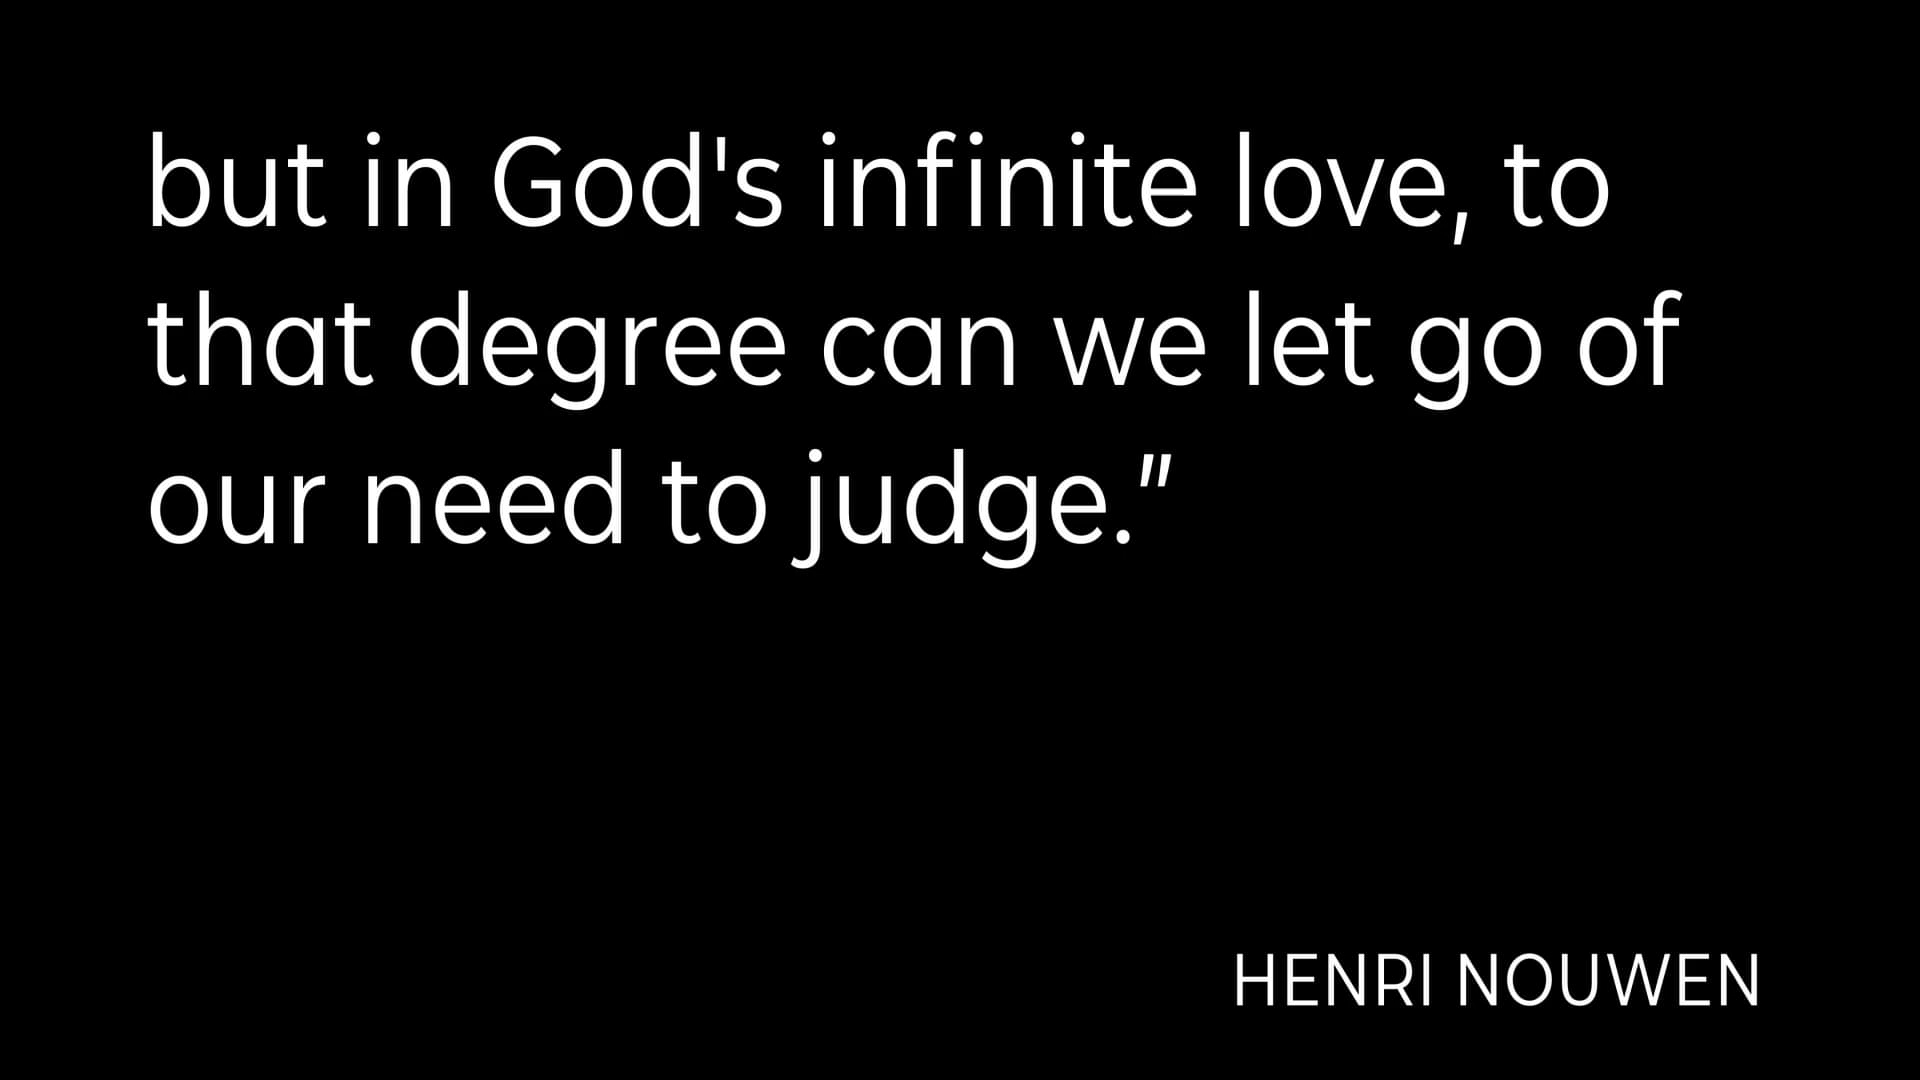 but in God's infinite love, to
that degree can we let go of
our need to judge."
HENRI NOUWEN